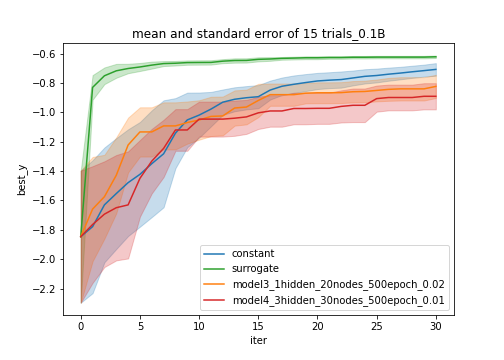 mean and standard error of 15 trials_0.1B
−0.6
−0.8
−1.0
−1.2
−1.4
−1.6
−1.8
−2.0
−2.2
best_y
constant
surrogate
model3_1hidden_20nodes_500epoch_0.02
model4_3hidden_30nodes_500epoch_0.01
0 5 10 15 20 25 30
iter